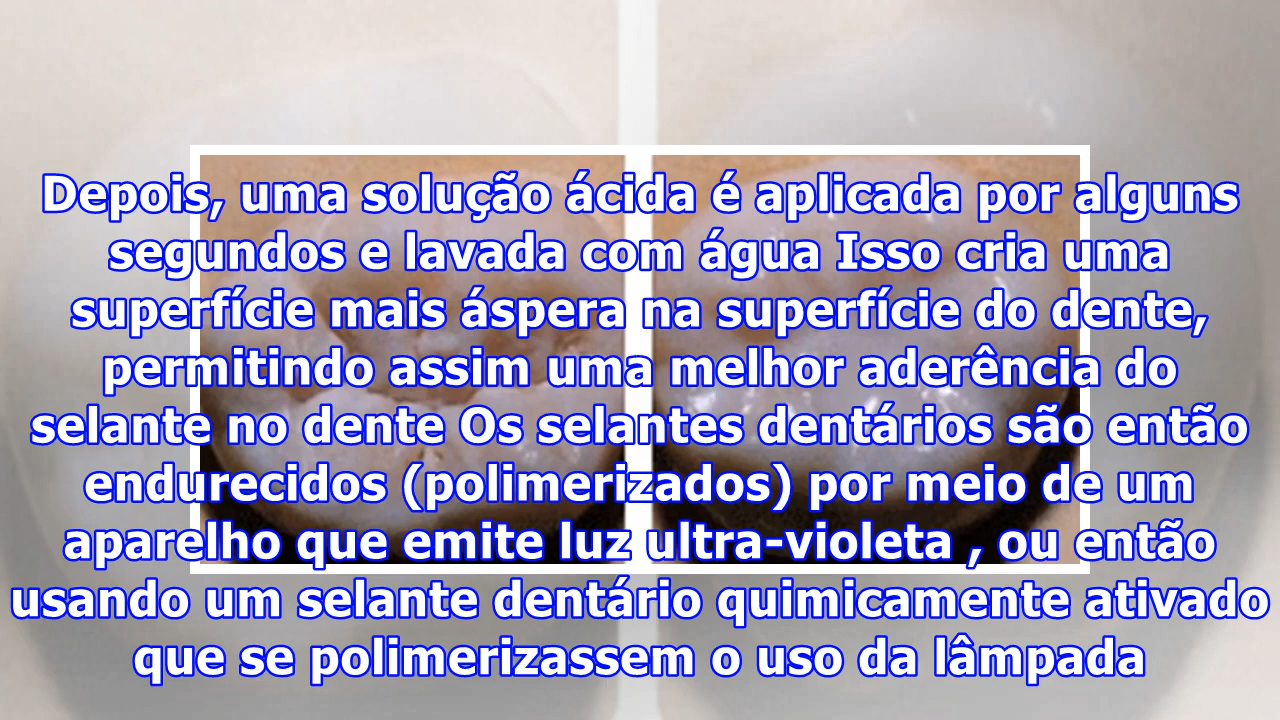 Depois, uma solução ácida é aplicada por alguns
segundos e lavada com água Isso cria uma
superfície mais áspera na superfície do dente,
permitindo assim uma melhor aderência do
selante no dente Os selantes dentários são então
endurecidos (polimerizados) por meio de um
aparelho que emite luz ultra-violeta , ou então
usando um selante dentário quimicamente ativado
que se polimerizassem o uso da lâmpada